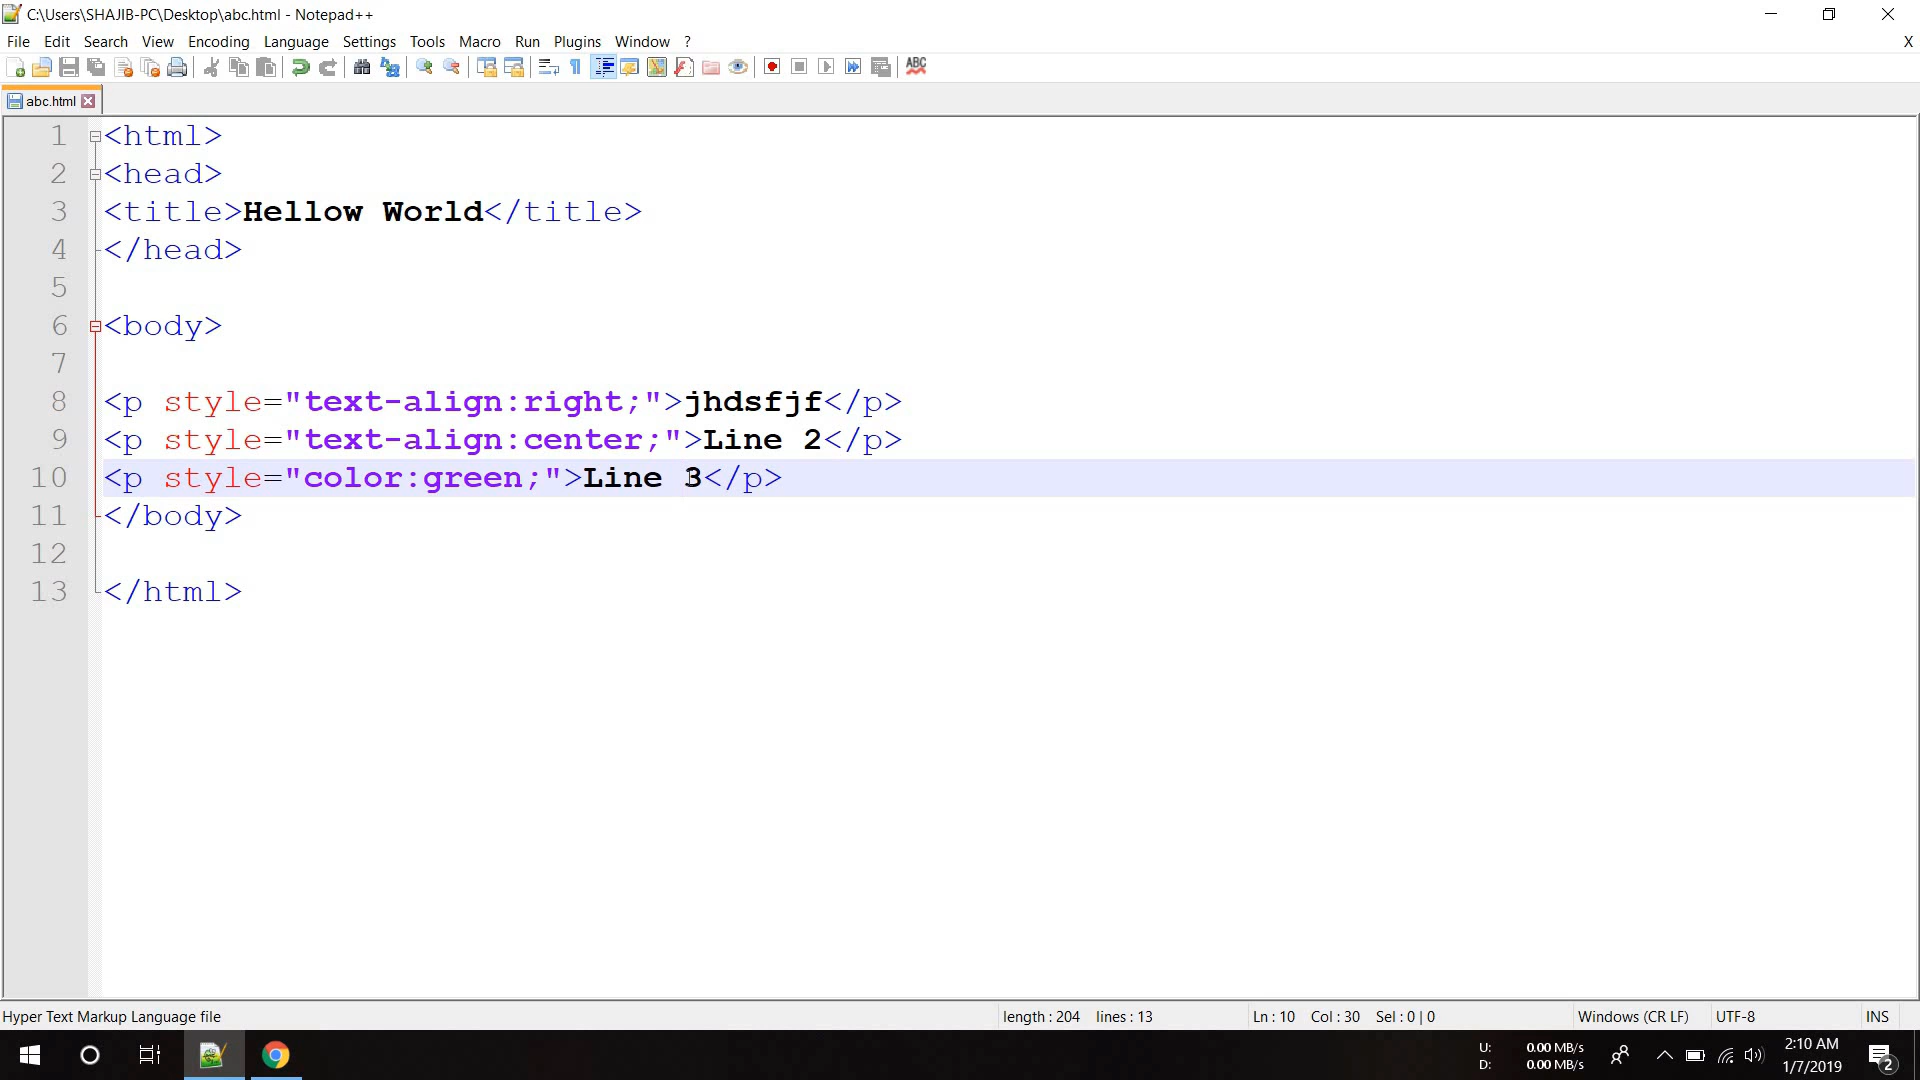 C:\Users\SHAJIB-PC\Desktop\abc.html - Notepad++
File Edit Search View Encoding Language Settings Tools Macro Run Plugins Window ? X
ABC
abc.html
1 <html>
2 <head>
3 <title>Hellow World</title>
4 </head>
5
6 <body>
7
8 <p style="text-align:right;">jhdsfjf</p>
9 <p style="text-align:center;">Line 2</p>
10 <p style="color:green;">Line 3</p>
11 </body>
12
13 </html>
Hyper Text Markup Language file length : 204 lines : 13 Ln : 10 Col : 30 Sel : 0 | 0 Windows (CR LF) UTF-8 INS
U: 0.00 MB/s
D: 0.00 MB/s
2:10 AM
1/7/2019
2